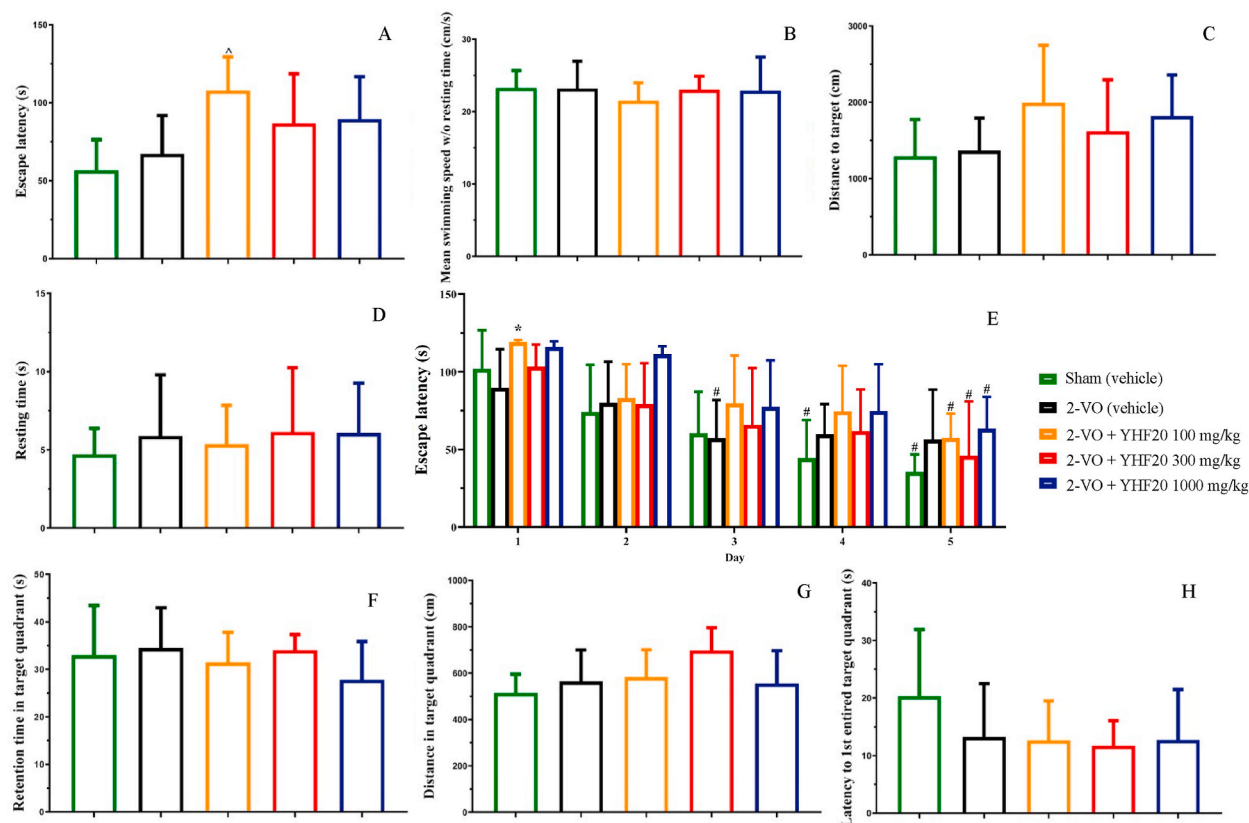 A
Escape latency (s)
150
100
50
0
^
B
Mean swimming speed w/o resting time (cm/s)
30
20
10
0
C
Distance to target (cm)
3000
2000
1000
0
D
Resting time (s)
15
10
5
0
E
Escape latency (s)
150
100
50
0
*
#
#
#
#
#
#
1 2 3 4 5
Day
Sham (vehicle)
2-VO (vehicle)
2-VO + YHF20 100 mg/kg
2-VO + YHF20 300 mg/kg
2-VO + YHF20 1000 mg/kg
F
Retention time in target quadrant (s)
50
40
30
20
10
0
G
Distance in target quadrant (cm)
1000
800
600
400
200
0
H
Latency to 1st entired target quadrant (s)
40
30
20
10
0